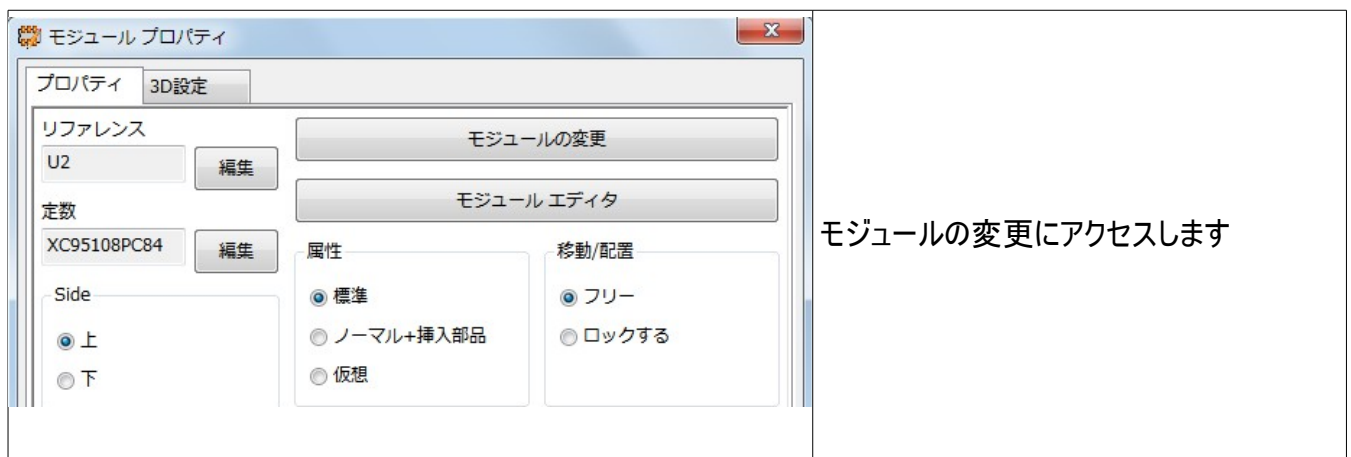 モジュール プロパティ
プロパティ 3D設定
リファレンス
U2 編集
モジュールの変更
モジュール エディタ
定数
XC95108PC84 編集
Side
上
下
属性
標準
ノーマル+挿入部品
仮想
移動/配置
フリー
ロックする
モジュールの変更にアクセスします